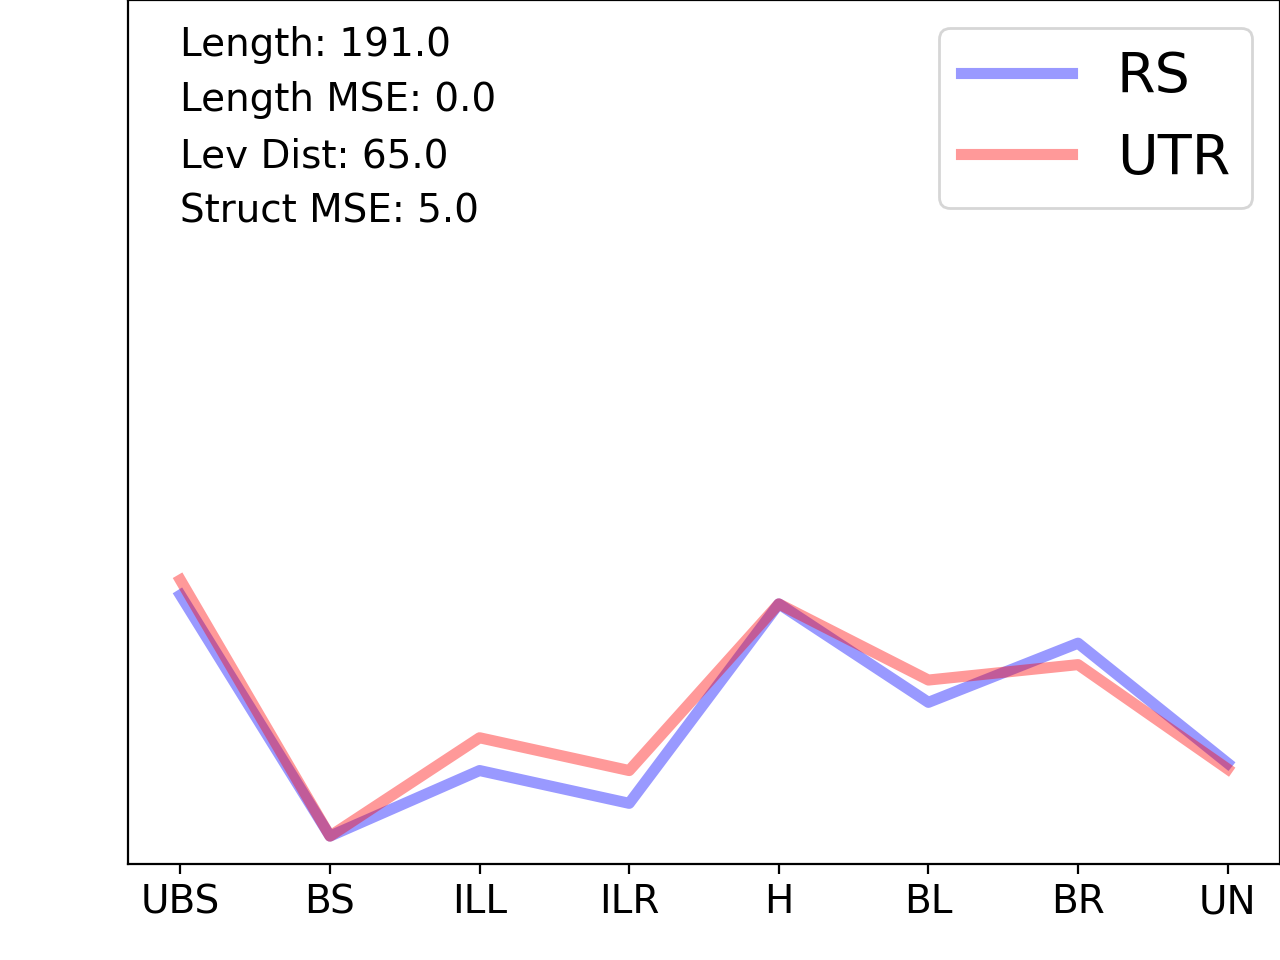 Length: 191.0
Length MSE: 0.0
Lev Dist: 65.0
Struct MSE: 5.0
RS
UTR
UBS BS ILL ILR H BL BR UN